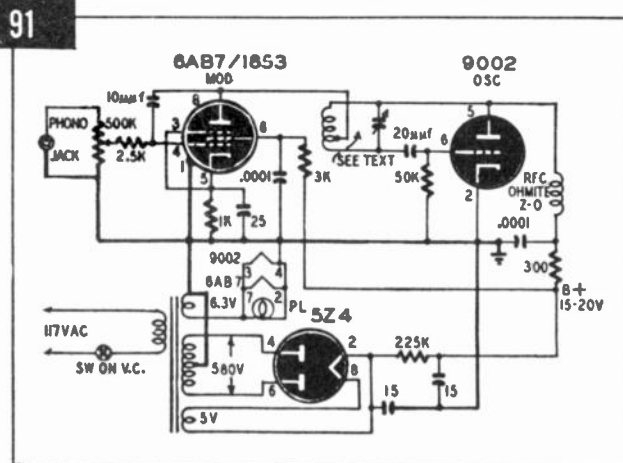 91
6AB7/1853
MOD
9002
OSC
10μμf
8
5
PHONO
JACK
500K
2.5K
3
4
1
6
5
.0001
3K
SEE TEXT
20μμf
6
50K
2
RFC
OHMITE
Z-0
.0001
1K
25
300
B+
15-20V
9002
3 4
6AB7
7 2
6.3V
PL
5Z4
117VAC
SW ON V.C.
580V
4
6
2
8
225K
15
15
5V